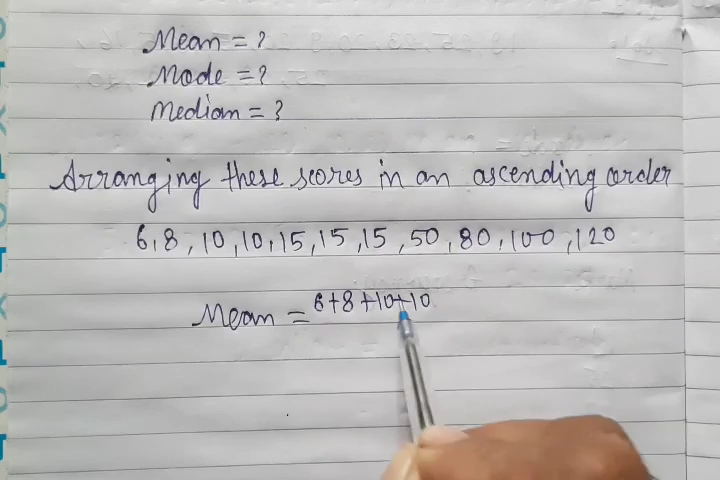 Mean = ?
Mode = ?
Median = ?
Arranging these scores in an ascending order
6, 8, 10, 10, 15, 15, 15, 50, 80, 100, 120
Mean = 6+8+10+10